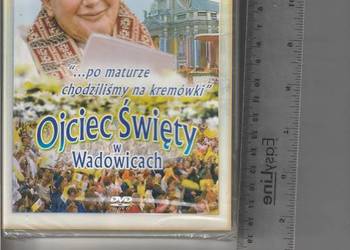 "...po maturze
chodziliśmy na kremówki"
Ojciec Święty
w
Wadowicach
DVD